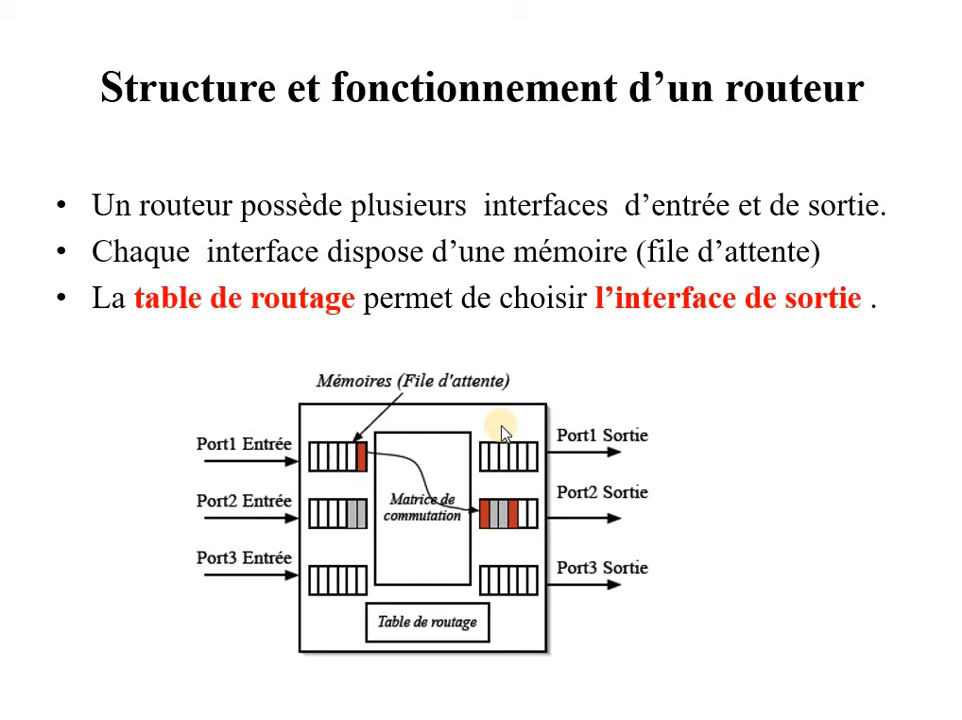 Structure et fonctionnement d’un routeur
• Un routeur possède plusieurs interfaces d’entrée et de sortie.
• Chaque interface dispose d’une mémoire (file d’attente)
• La table de routage permet de choisir l’interface de sortie .
Mémoires (File d'attente)
Port1 Entrée
Port1 Sortie
Port2 Entrée
Matrice de
commutation
Port2 Sortie
Port3 Entrée
Port3 Sortie
Table de routage